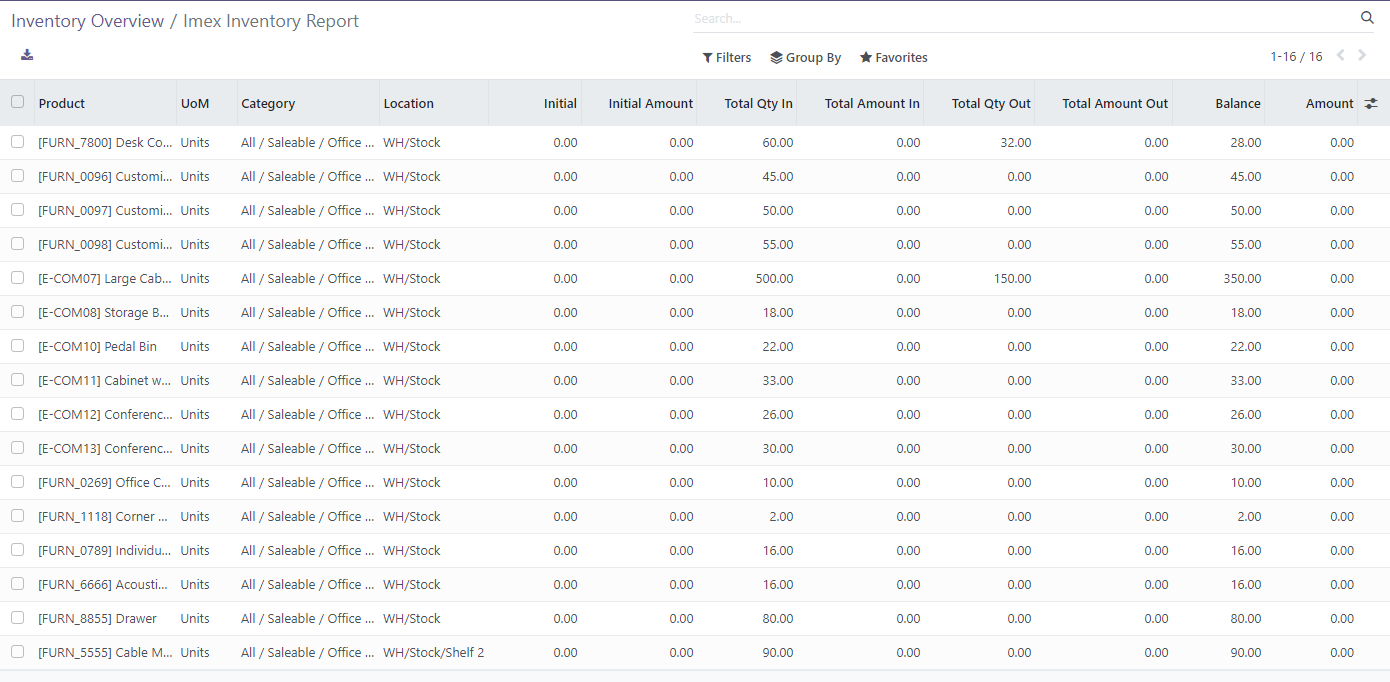 Inventory Overview / Imex Inventory Report
Search...
Filters Group By Favorites 1-16 / 16
Product UoM Category Location Initial Initial Amount Total Qty In Total Amount In Total Qty Out Total Amount Out Balance Amount
[FURN_7800] Desk Co... Units All / Saleable / Office ... WH/Stock 0.00 0.00 60.00 0.00 32.00 0.00 28.00 0.00
[FURN_0096] Customi... Units All / Saleable / Office ... WH/Stock 0.00 0.00 45.00 0.00 0.00 0.00 45.00 0.00
[FURN_0097] Customi... Units All / Saleable / Office ... WH/Stock 0.00 0.00 50.00 0.00 0.00 0.00 50.00 0.00
[FURN_0098] Customi... Units All / Saleable / Office ... WH/Stock 0.00 0.00 55.00 0.00 0.00 0.00 55.00 0.00
[E-COM07] Large Cab... Units All / Saleable / Office ... WH/Stock 0.00 0.00 500.00 0.00 150.00 0.00 350.00 0.00
[E-COM08] Storage B... Units All / Saleable / Office ... WH/Stock 0.00 0.00 18.00 0.00 0.00 0.00 18.00 0.00
[E-COM10] Pedal Bin Units All / Saleable / Office ... WH/Stock 0.00 0.00 22.00 0.00 0.00 0.00 22.00 0.00
[E-COM11] Cabinet w... Units All / Saleable / Office ... WH/Stock 0.00 0.00 33.00 0.00 0.00 0.00 33.00 0.00
[E-COM12] Conferenc... Units All / Saleable / Office ... WH/Stock 0.00 0.00 26.00 0.00 0.00 0.00 26.00 0.00
[E-COM13] Conferenc... Units All / Saleable / Office ... WH/Stock 0.00 0.00 30.00 0.00 0.00 0.00 30.00 0.00
[FURN_0269] Office C... Units All / Saleable / Office ... WH/Stock 0.00 0.00 10.00 0.00 0.00 0.00 10.00 0.00
[FURN_1118] Corner ... Units All / Saleable / Office ... WH/Stock 0.00 0.00 2.00 0.00 0.00 0.00 2.00 0.00
[FURN_0789] Individu... Units All / Saleable / Office ... WH/Stock 0.00 0.00 16.00 0.00 0.00 0.00 16.00 0.00
[FURN_6666] Acousti... Units All / Saleable / Office ... WH/Stock 0.00 0.00 16.00 0.00 0.00 0.00 16.00 0.00
[FURN_8855] Drawer Units All / Saleable / Office ... WH/Stock 0.00 0.00 80.00 0.00 0.00 0.00 80.00 0.00
[FURN_5555] Cable M... Units All / Saleable / Office ... WH/Stock/Shelf 2 0.00 0.00 90.00 0.00 0.00 0.00 90.00 0.00